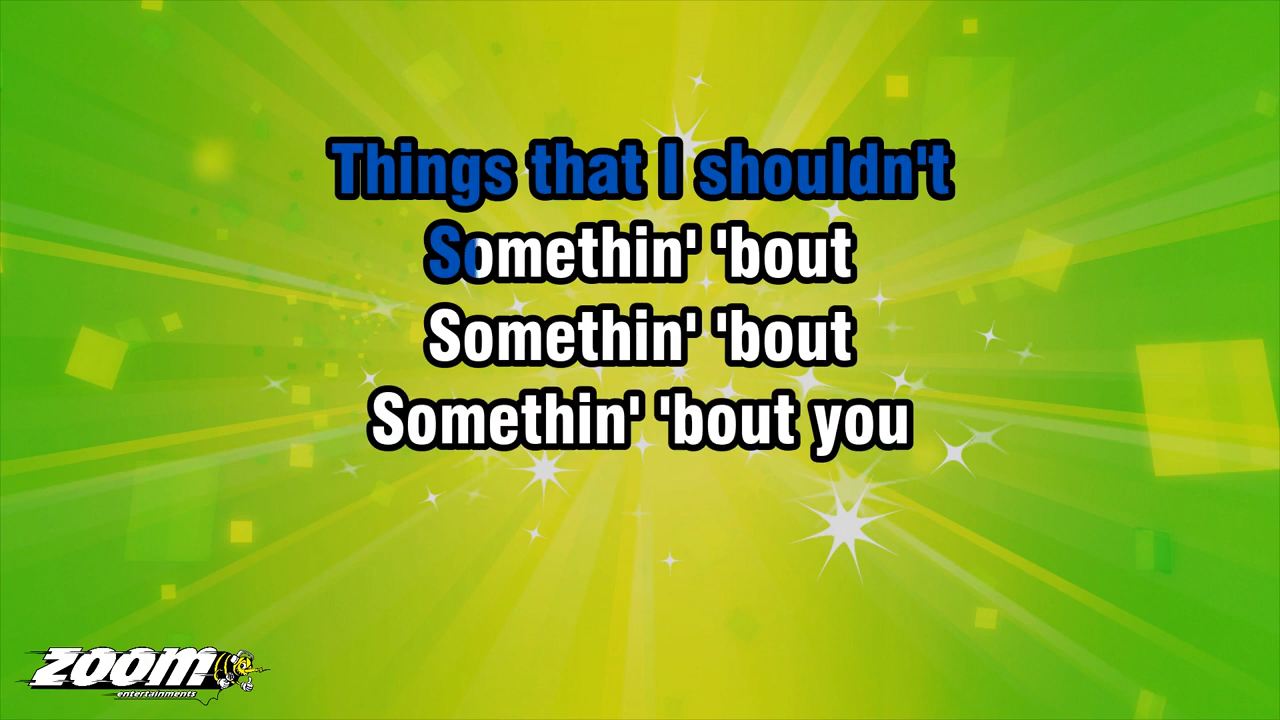 Things that I shouldn't
Somethin' 'bout
Somethin' 'bout
Somethin' 'bout you
zoom
entertainments